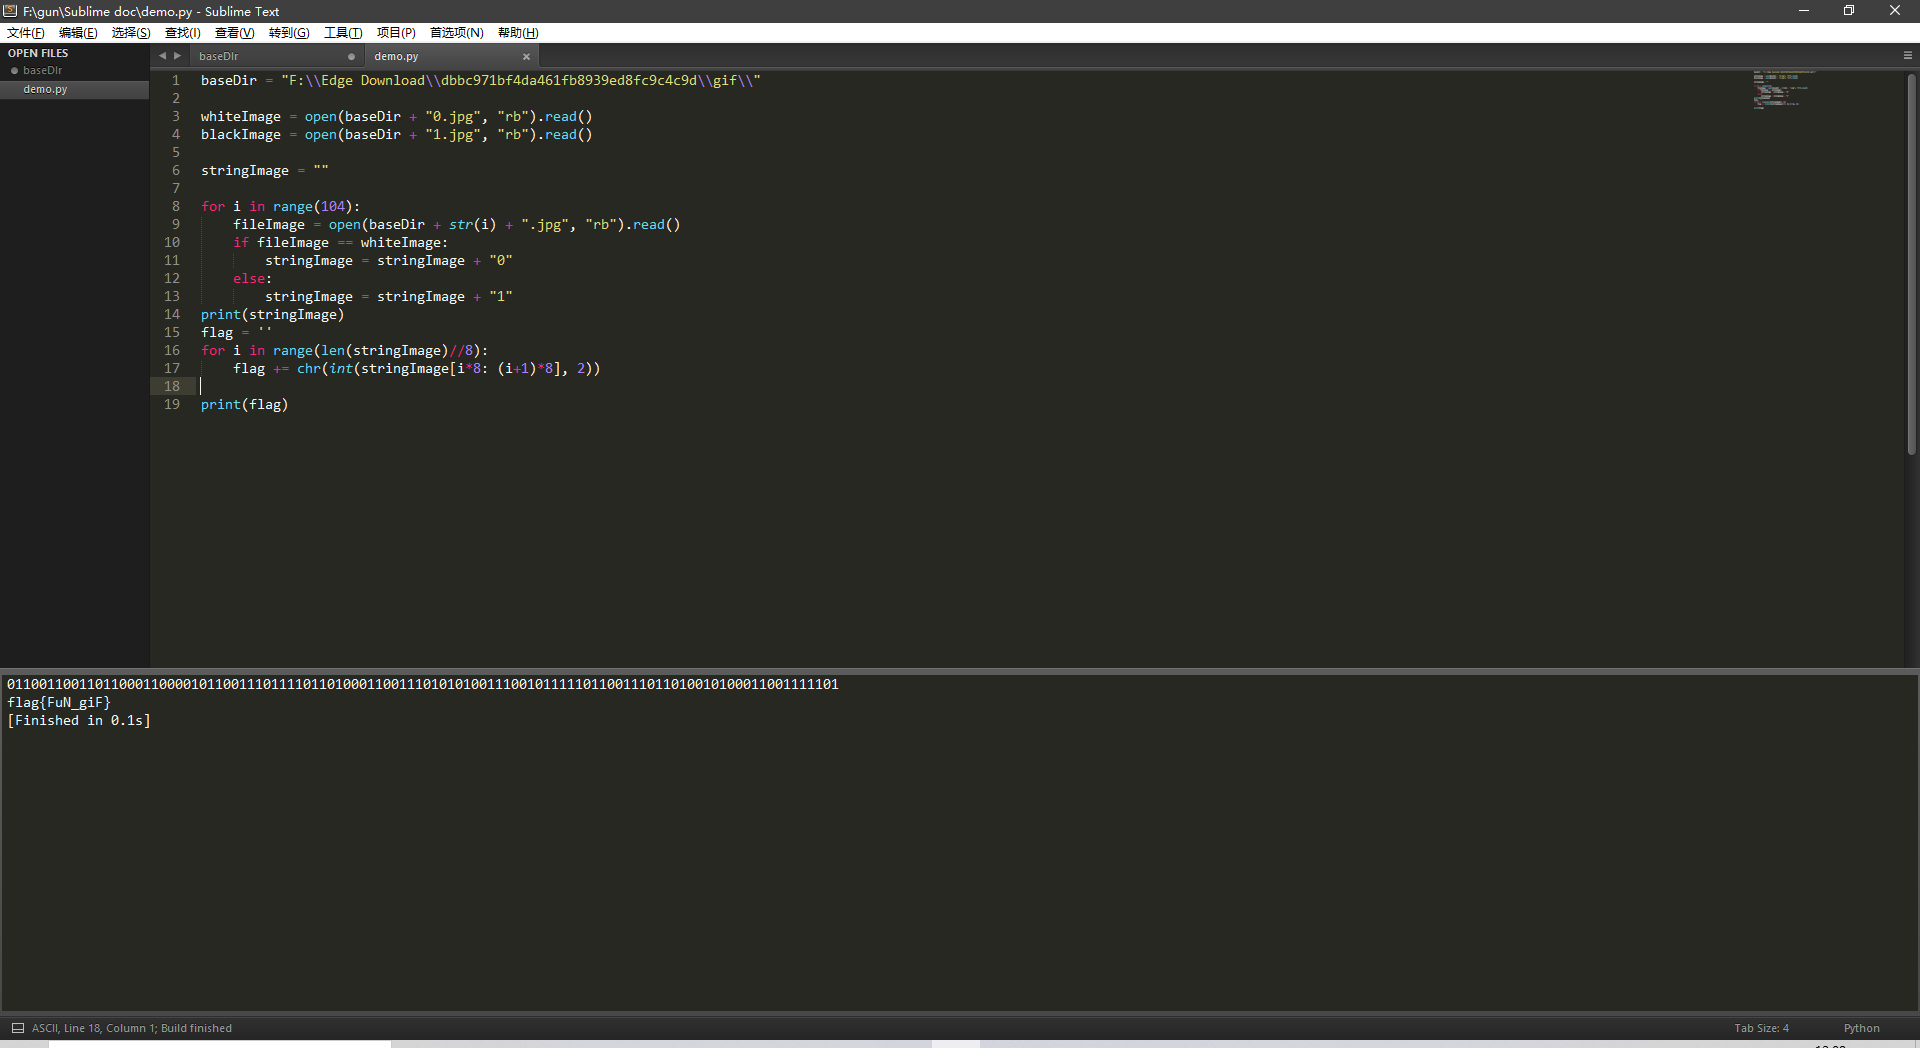 F:\gun\Sublime doc\demo.py - Sublime Text
文件(F) 编辑(E) 选择(S) 查找(I) 查看(V) 转到(G) 工具(T) 项目(P) 首选项(N) 帮助(H)
OPEN FILES
baseDIr
demo.py
baseDIr
demo.py
1 baseDir = "F:\\Edge Download\\dbbc971bf4da461fb8939ed8fc9c4c9d\\gif\\"
2
3 whiteImage = open(baseDir + "0.jpg", "rb").read()
4 blackImage = open(baseDir + "1.jpg", "rb").read()
5
6 stringImage = ""
7
8 for i in range(104):
9     fileImage = open(baseDir + str(i) + ".jpg", "rb").read()
10     if fileImage == whiteImage:
11         stringImage = stringImage + "0"
12     else:
13         stringImage = stringImage + "1"
14 print(stringImage)
15 flag = ''
16 for i in range(len(stringImage)//8):
17     flag += chr(int(stringImage[i*8: (i+1)*8], 2))
18
19 print(flag)
01100110011011000110000101100111011110110100011001110101010011100101111101100111011010010100011001111101
flag{FuN_giF}
[Finished in 0.1s]
ASCII, Line 18, Column 1; Build finished
Tab Size: 4
Python